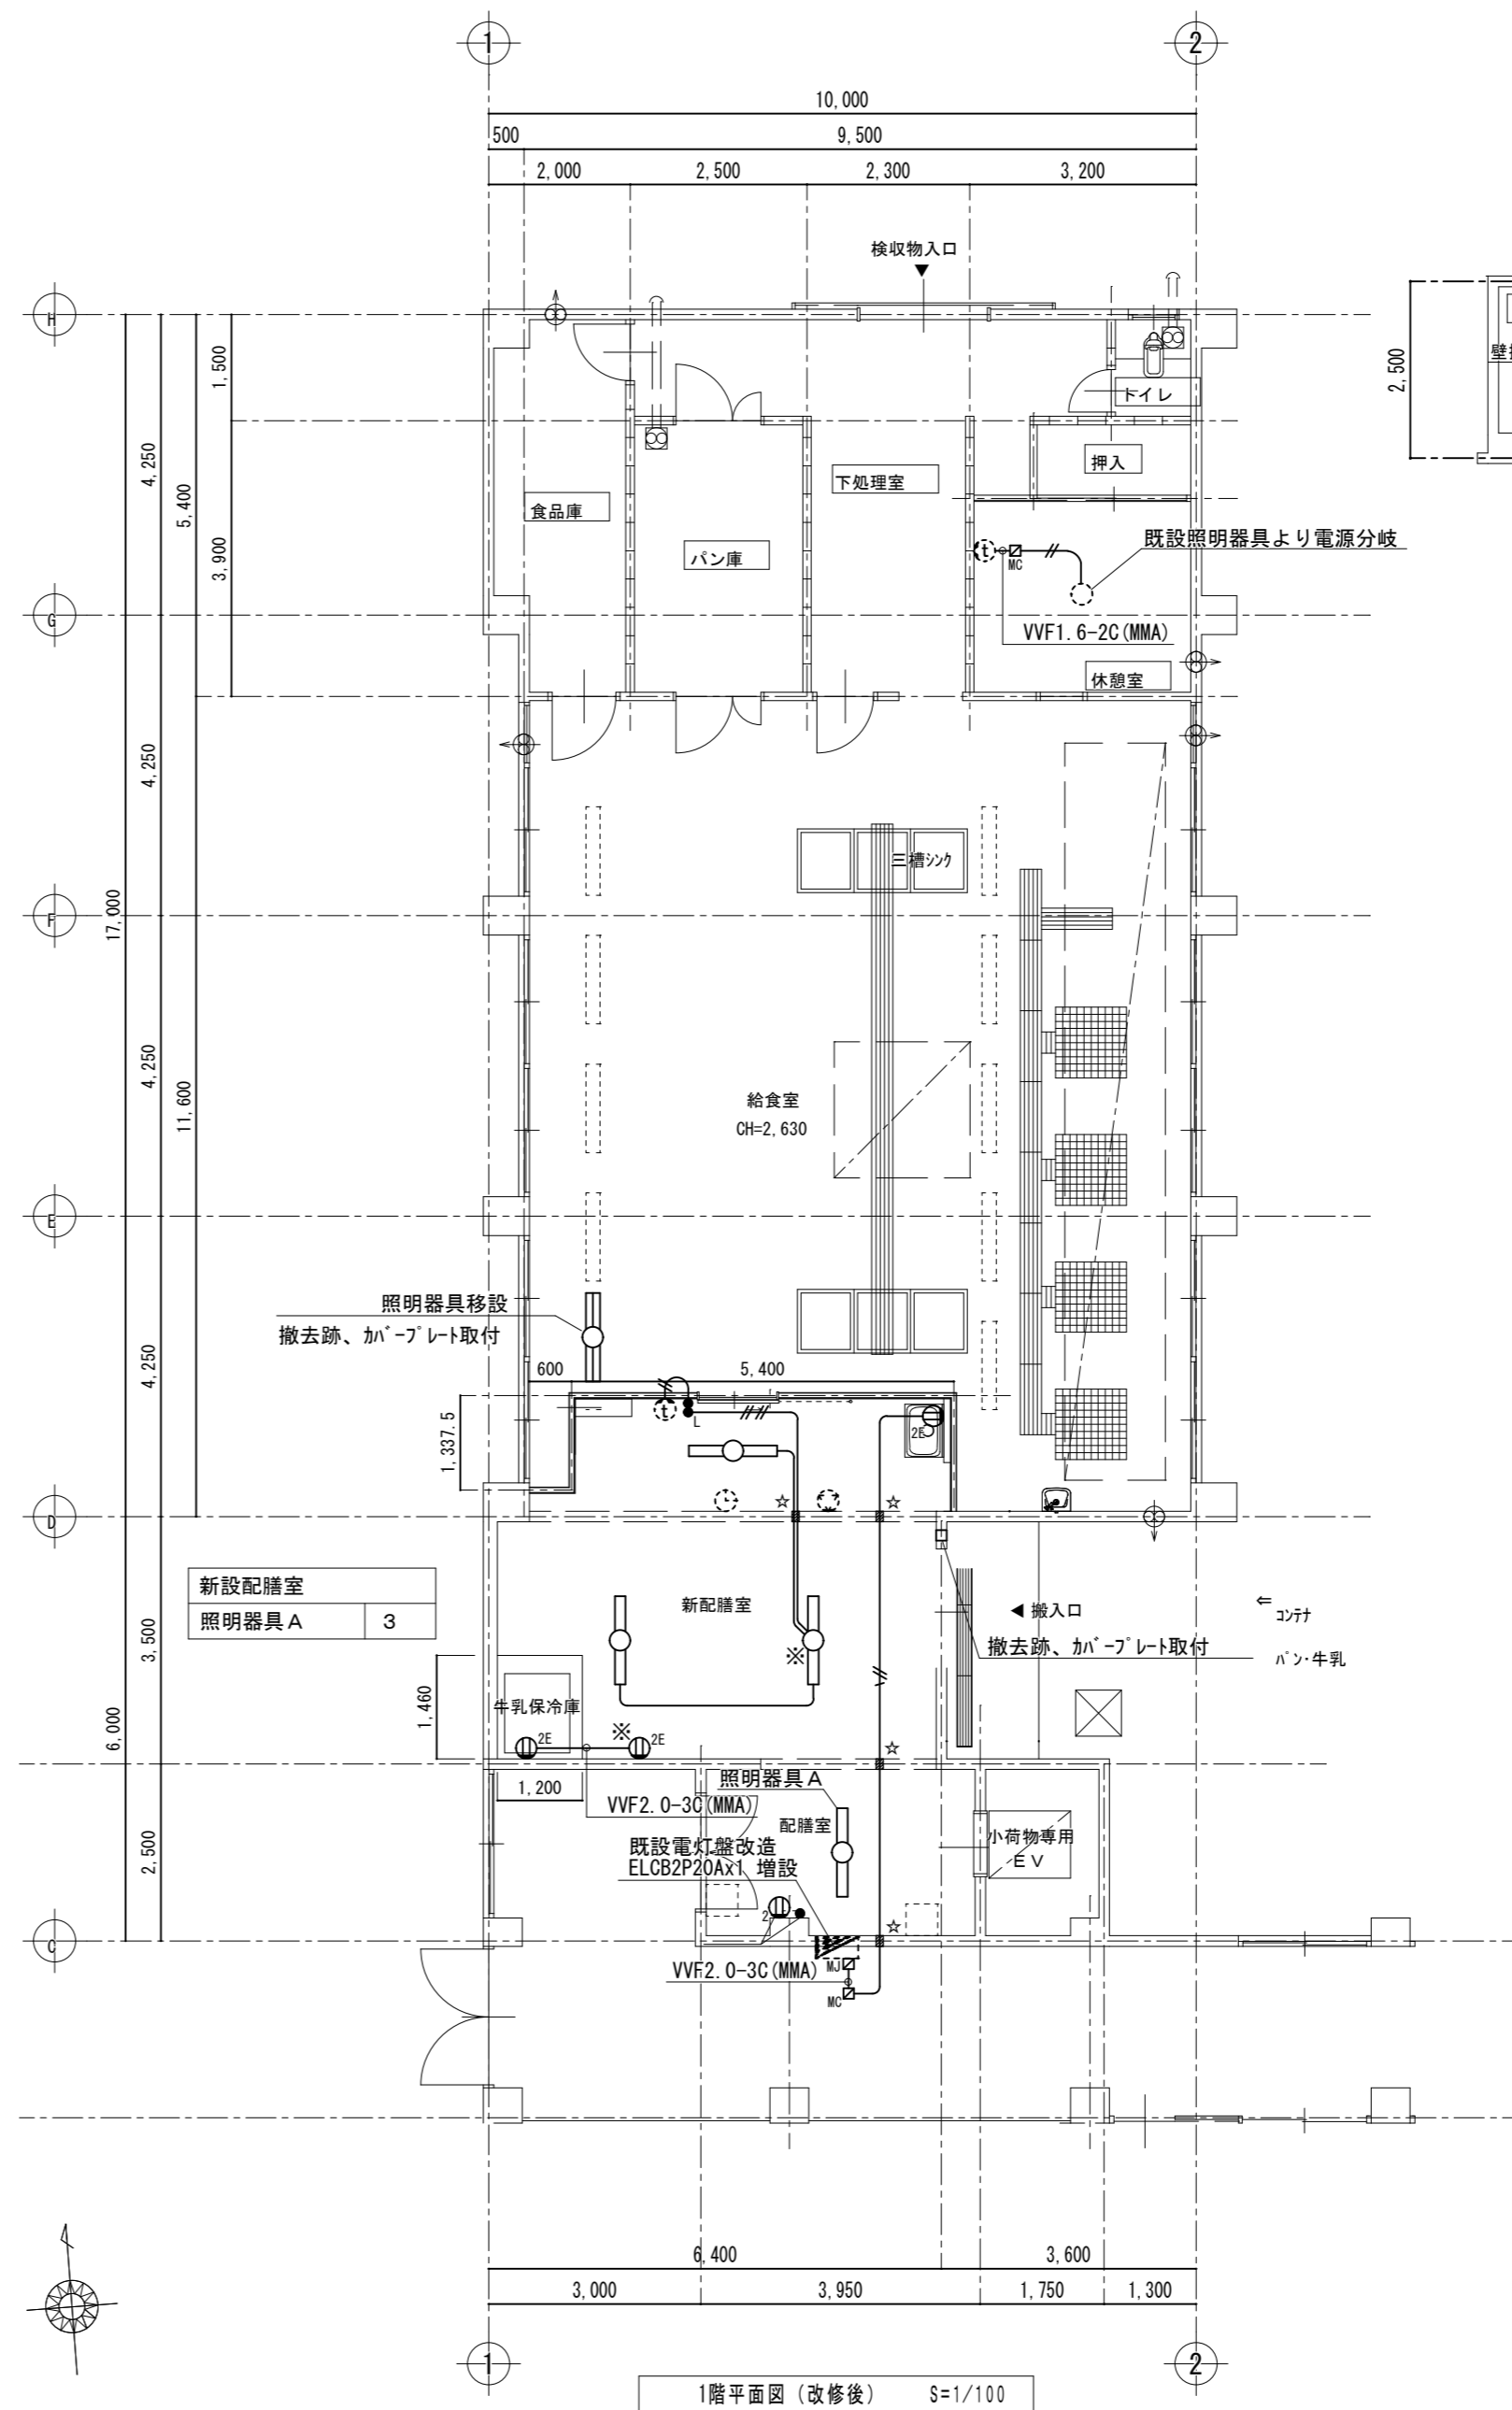 1
2
10,000
500
9,500
2,000
2,500
2,300
3,200
検収物入口
H
1,500
2,500
トイレ
4,250
押入
下処理室
5,400
食品庫
既設照明器具より電源分岐
パン庫
t
MC
3,900
G
VVF1.6-2C(MMA)
休憩室
4,250
三槽シンク
17,000
F
4,250
給食室
11,600
CH=2,630
E
照明器具移設
撤去跡、カバープレート取付
600
5,400
4,250
t
L
2E
1,337.5
☆
☆
D
新設配膳室
照明器具A
3
新配膳室
◀ 搬入口
⇐ コンテナ
3,500
※
撤去跡、カバープレート取付
パン・牛乳
1,460
牛乳保冷庫
6,000
2E
※
2E
☆
1,200
照明器具A
VVF2.0-3C(MMA)
配膳室
小荷物専用
EV
既設電灯盤改造
ELCB2P20Ax1 増設
2,500
☆
C
VVF2.0-3C(MMA)
MJ
MC
6,400
3,600
3,000
3,950
1,750
1,300
1
2
1階平面図(改修後) S=1/100